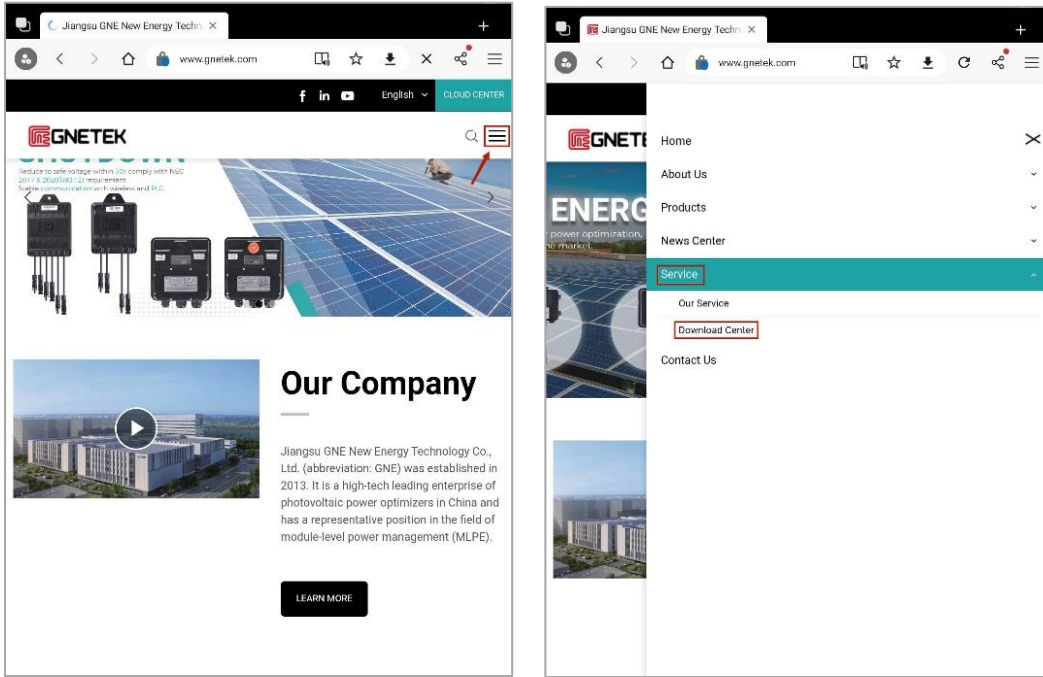 Jiangsu GNE New Energy Techn
www.gnetek.com
English
CLOUD CENTER
GNETEK
SHUTDOWN
Reduce to safe voltage within 30s comply with NEC
2017 & 2020(690.12) requirement
Stable communication with wireless and PLC.
Our Company
Jiangsu GNE New Energy Technology Co.,
Ltd. (abbreviation: GNE) was established in
2013. It is a high-tech leading enterprise of
photovoltaic power optimizers in China and
has a representative position in the field of
module-level power management (MLPE).
LEARN MORE
Jiangsu GNE New Energy Techn
www.gnetek.com
GNETE
ENERG
power optimization,
he market.
Home
About Us
Products
News Center
Service
Our Service
Download Center
Contact Us